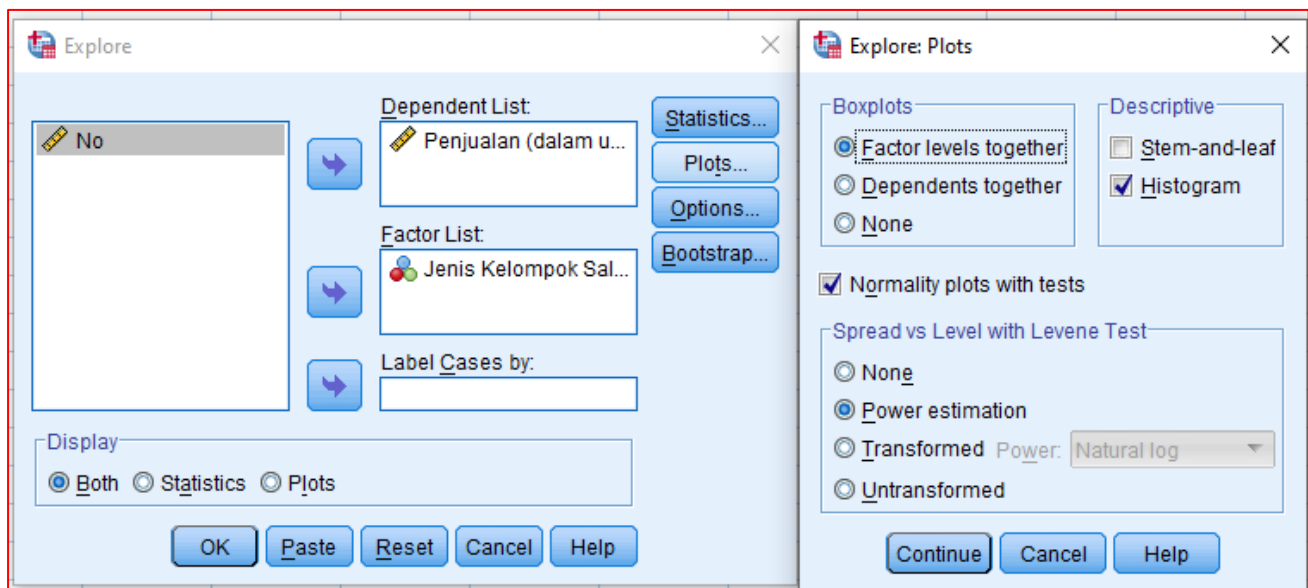 Explore
No
Dependent List:
Penjualan (dalam u...
Factor List:
Jenis Kelompok Sal...
Label Cases by:
Statistics...
Plots...
Options...
Bootstrap...
Display
Both Statistics Plots
OK Paste Reset Cancel Help
Explore: Plots
Boxplots
Factor levels together
Dependents together
None
Descriptive
Stem-and-leaf
Histogram
Normality plots with tests
Spread vs Level with Levene Test
None
Power estimation
Transformed Power: Natural log
Untransformed
Continue Cancel Help